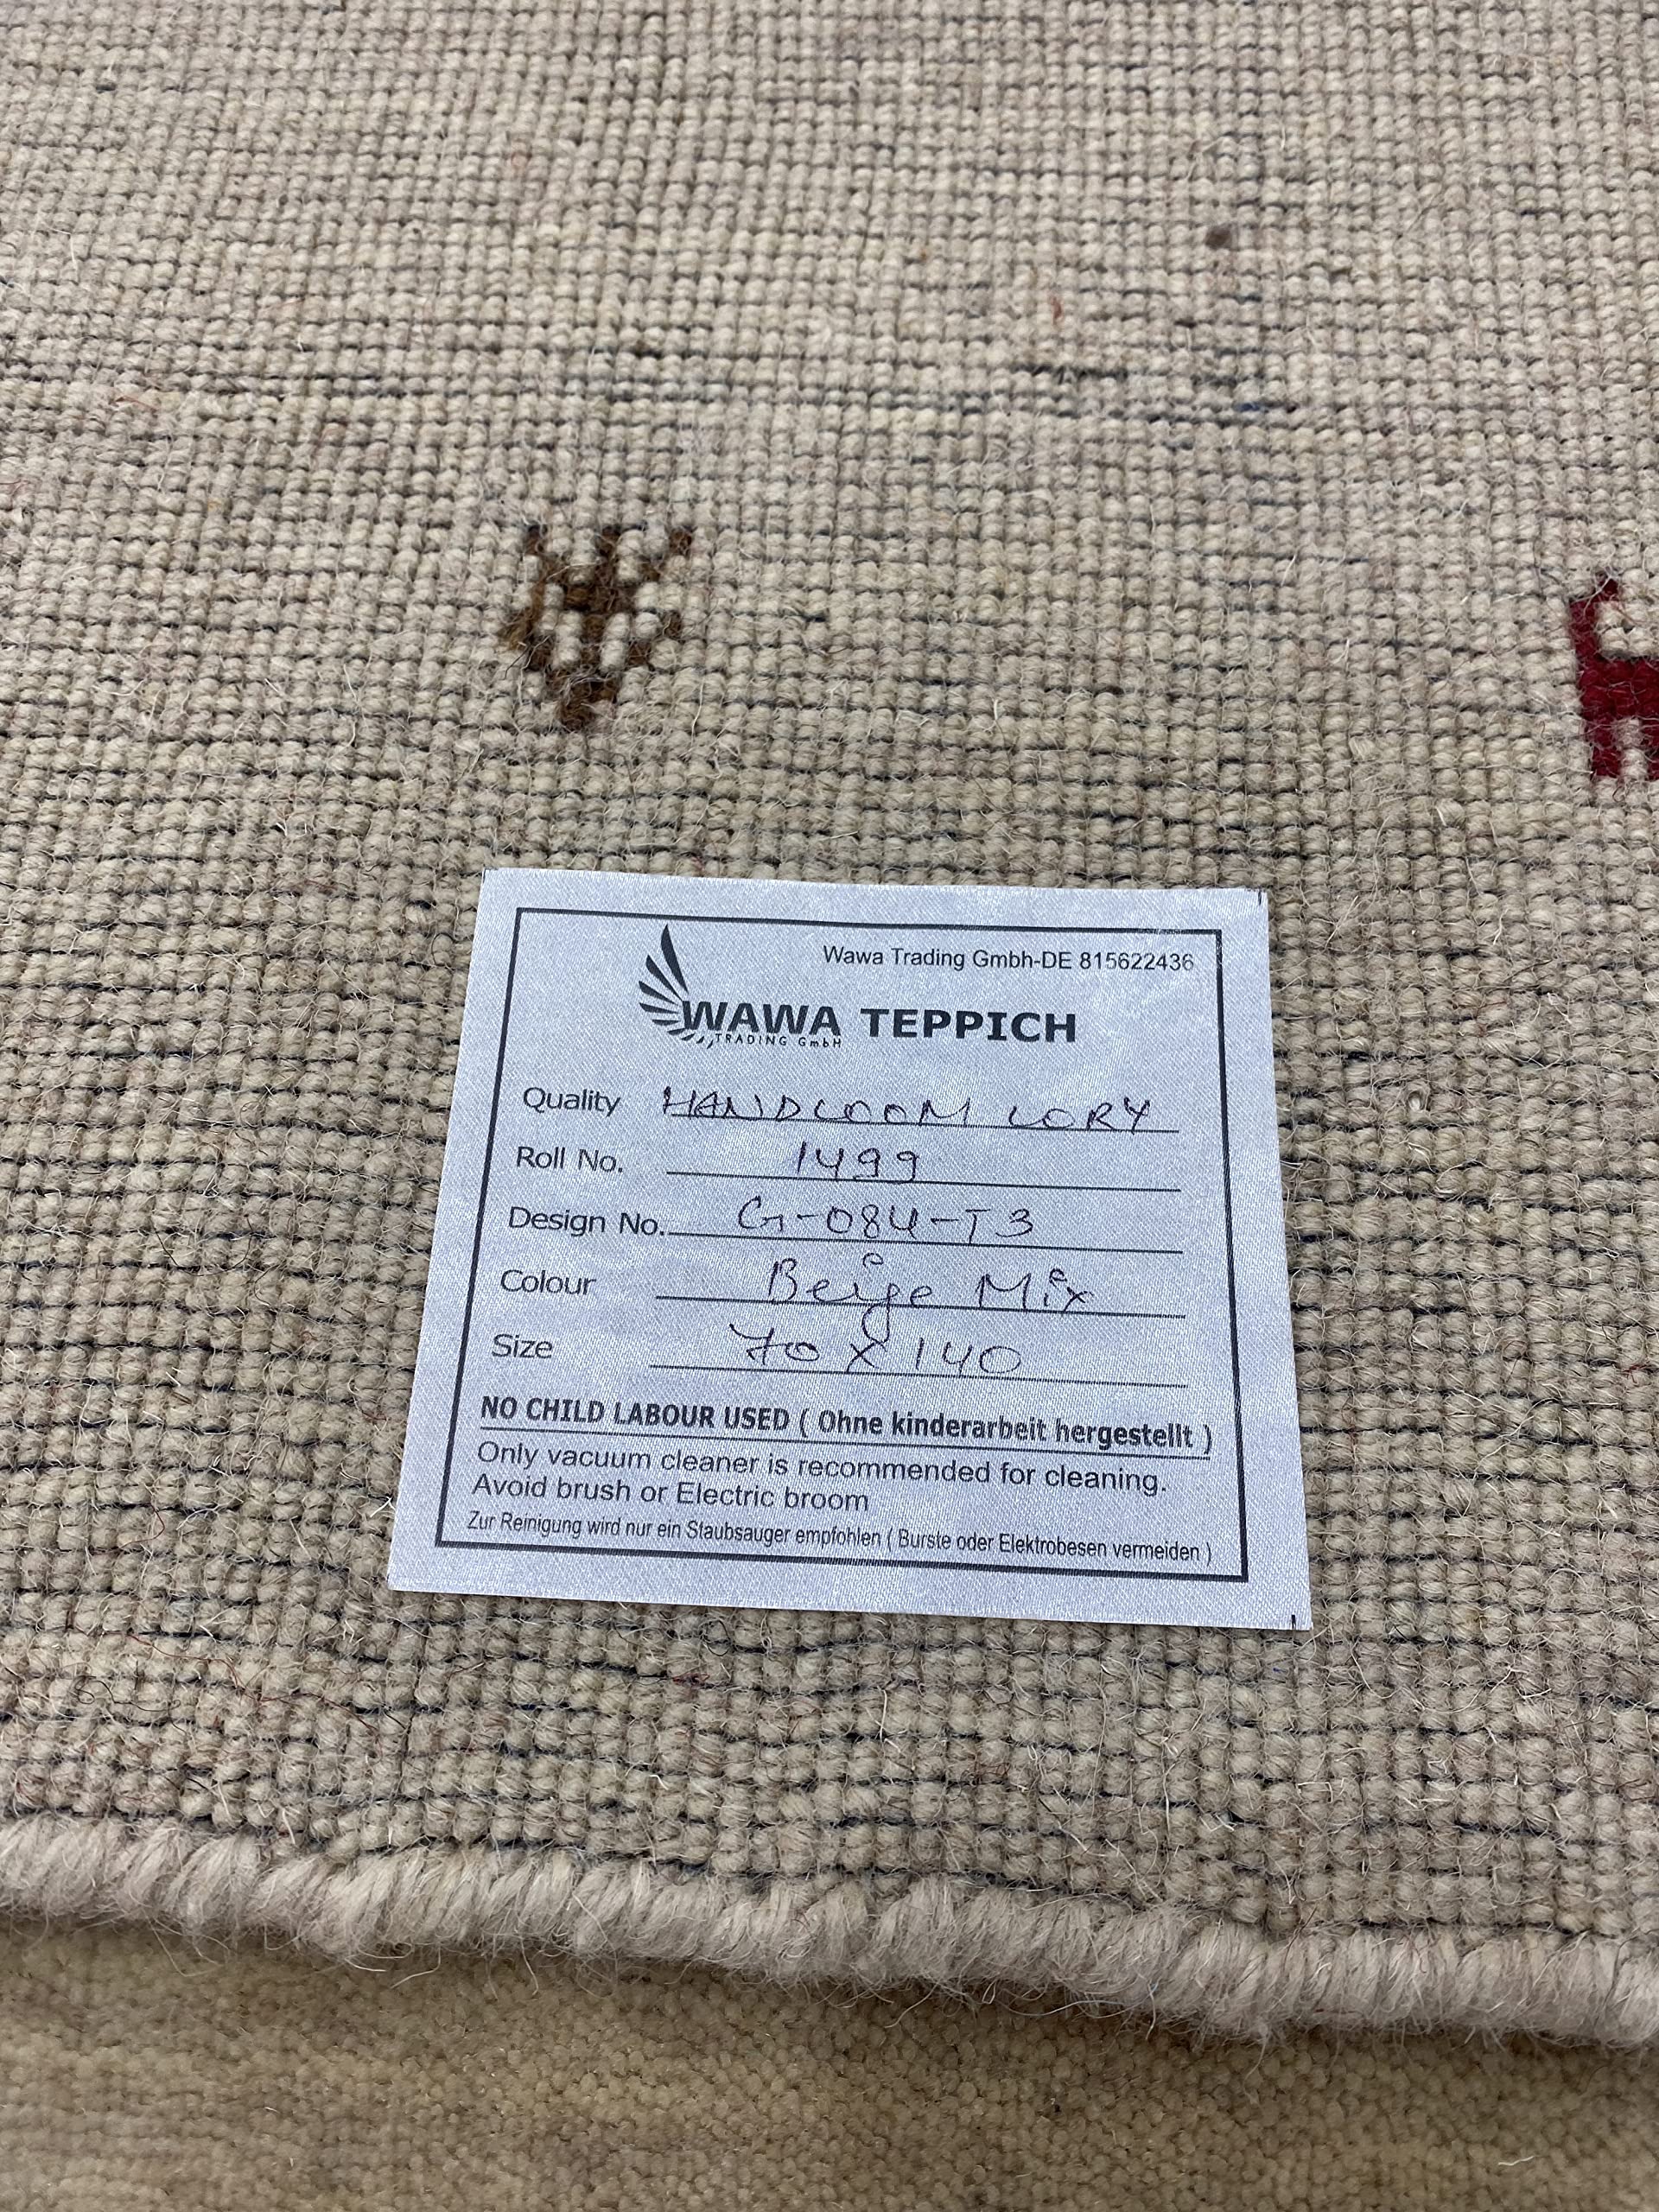 Wawa Trading Gmbh-DE 815622436
WAWA TEPPICH
TRADING GmbH
Quality HANDLOOM LORY
Roll No. 1499
Design No. G-084-T3
Colour Beige Mix
Size 70 X 140
NO CHILD LABOUR USED ( Ohne kinderarbeit hergestellt )
Only vacuum cleaner is recommended for cleaning.
Avoid brush or Electric broom
Zur Reinigung wird nur ein Staubsauger empfohlen ( Burste oder Elektrobesen vermeiden )